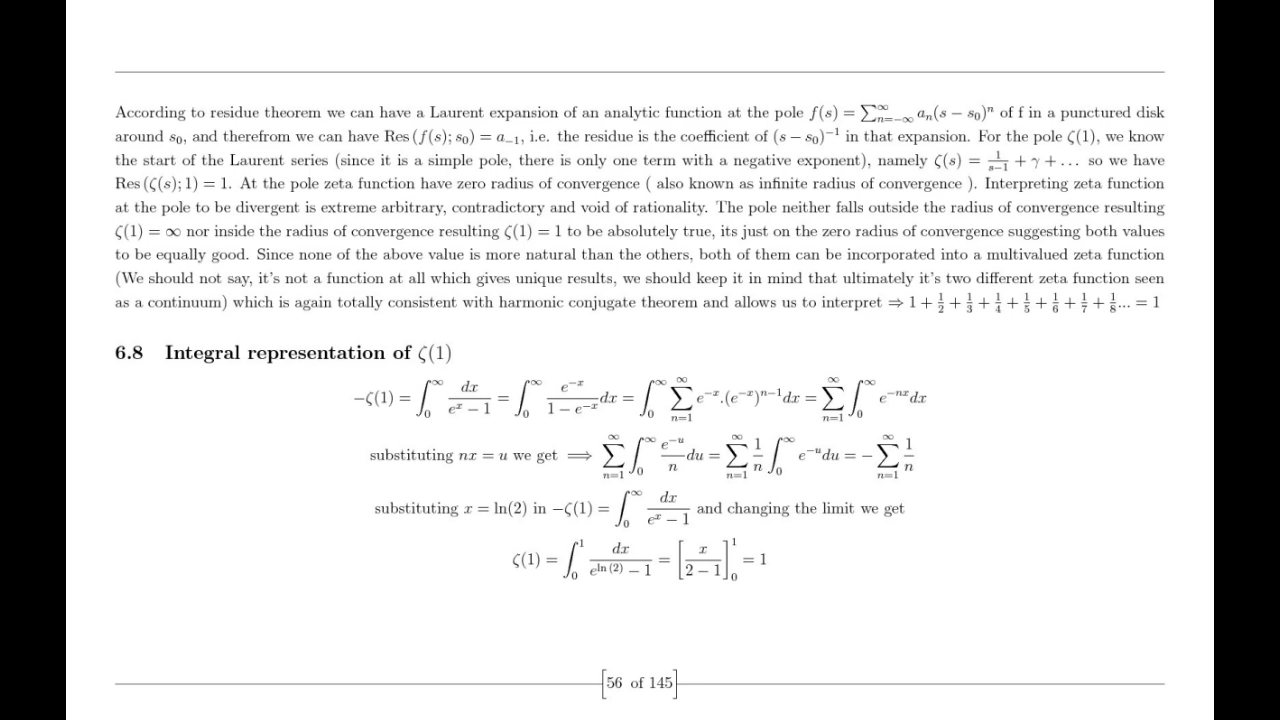 According to residue theorem we can have a Laurent expansion of an analytic function at the pole f(s) = ∑_{n=−∞}^{∞} a_n(s − s_0)^n of f in a punctured disk
around s_0, and therefrom we can have Res (f(s); s_0) = a_{−1}, i.e. the residue is the coefficient of (s − s_0)^{−1} in that expansion. For the pole ζ(1), we know
the start of the Laurent series (since it is a simple pole, there is only one term with a negative exponent), namely ζ(s) = 1/(s−1) + γ + . . . so we have
Res (ζ(s); 1) = 1. At the pole zeta function have zero radius of convergence ( also known as infinite radius of convergence ). Interpreting zeta function
at the pole to be divergent is extreme arbitrary, contradictory and void of rationality. The pole neither falls outside the radius of convergence resulting
ζ(1) = ∞ nor inside the radius of convergence resulting ζ(1) = 1 to be absolutely true, its just on the zero radius of convergence suggesting both values
to be equally good. Since none of the above value is more natural than the others, both of them can be incorporated into a multivalued zeta function
(We should not say, it's not a function at all which gives unique results, we should keep it in mind that ultimately it's two different zeta function seen
as a continuum) which is again totally consistent with harmonic conjugate theorem and allows us to interpret ⇒ 1 + 1/2 + 1/3 + 1/4 + 1/5 + 1/6 + 1/7 + 1/8... = 1
6.8 Integral representation of ζ(1)
−ζ(1) = ∫_0^∞ dx/(e^x − 1) = ∫_0^∞ e^{−x}/(1 − e^{−x}) dx = ∫_0^∞ ∑_{n=1}^∞ e^{−x}.(e^{−x})^{n−1} dx = ∑_{n=1}^∞ ∫_0^∞ e^{−nx} dx
substituting nx = u we get ⟹ ∑_{n=1}^∞ ∫_0^∞ e^{−u}/n du = ∑_{n=1}^∞ 1/n ∫_0^∞ e^{−u} du = − ∑_{n=1}^∞ 1/n
substituting x = ln(2) in −ζ(1) = ∫_0^∞ dx/(e^x − 1) and changing the limit we get
ζ(1) = ∫_0^1 dx/(e^{ln (2)} − 1) = [x/(2 − 1)]_0^1 = 1
[56 of 145]